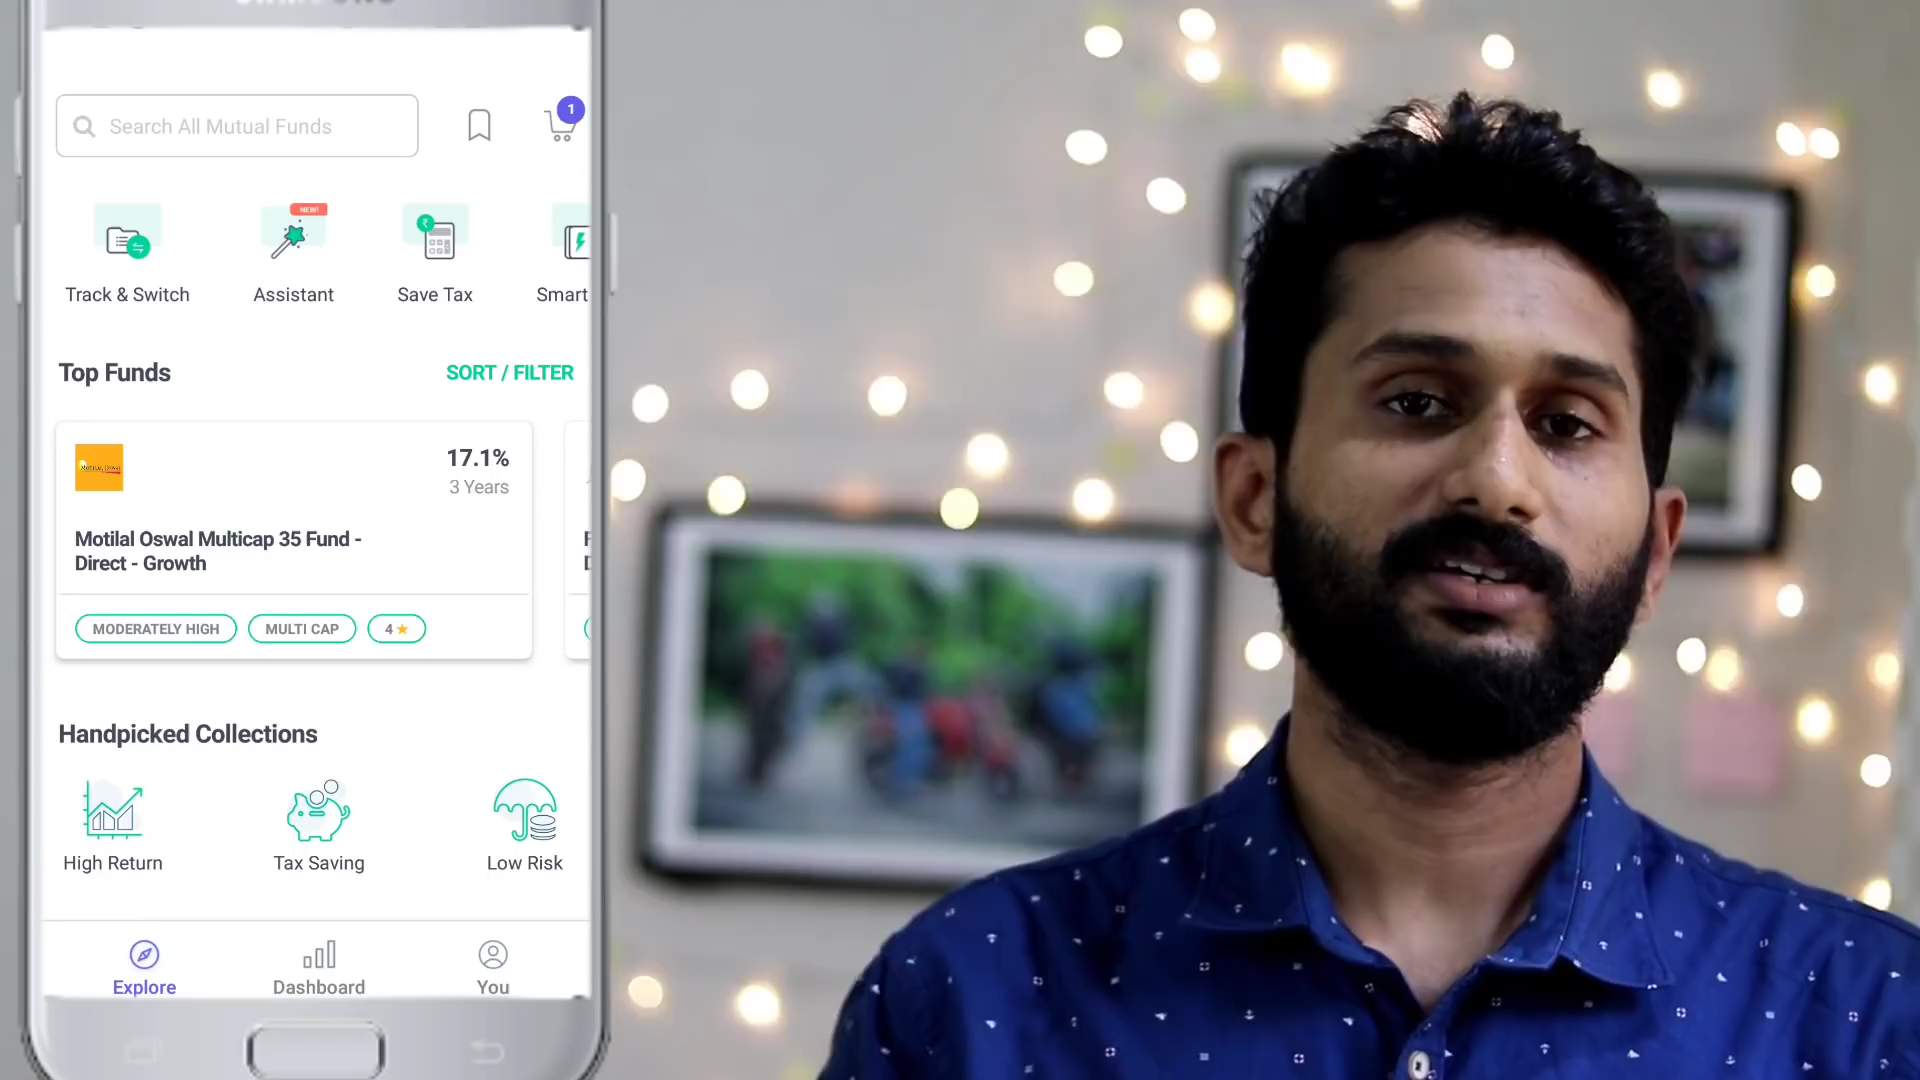 Search All Mutual Funds
1
NEW!
Track & Switch
Assistant
Save Tax
Smart
Top Funds
SORT / FILTER
Motilal Oswal
17.1%
3 Years
Motilal Oswal Multicap 35 Fund -
Direct - Growth
MODERATELY HIGH
MULTI CAP
4★
Handpicked Collections
High Return
Tax Saving
Low Risk
Explore
Dashboard
You